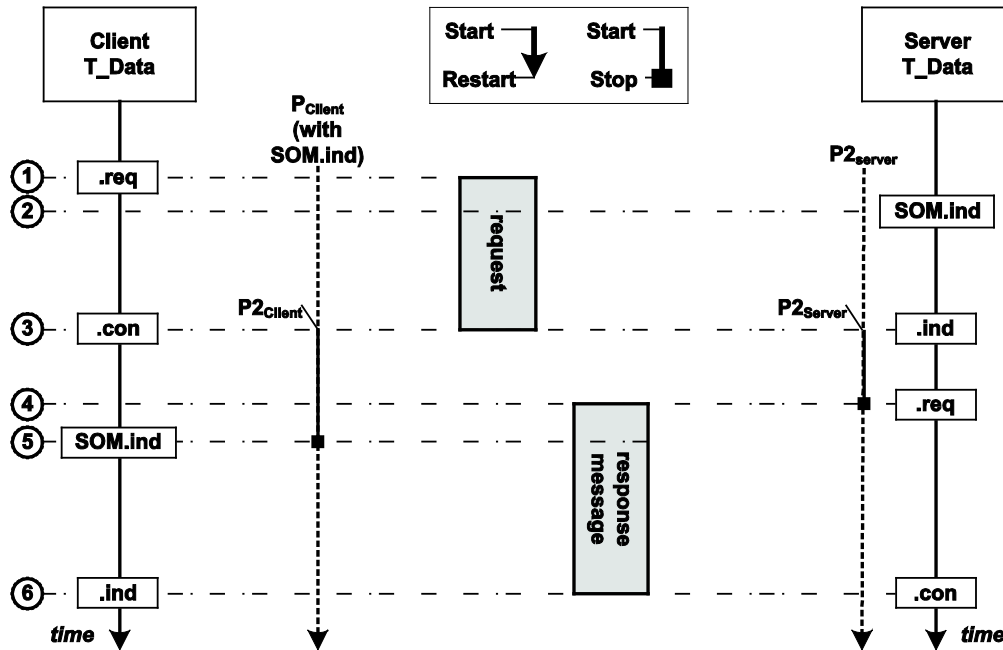 Client
T_Data
Start
Restart
Start
Stop
Server
T_Data
PClient
(with
SOM.ind)
P2server
1
.req
2
SOM.ind
request
P2Client
P2Server
3
.con
.ind
4
.req
5
SOM.ind
response
message
6
.ind
.con
time
time